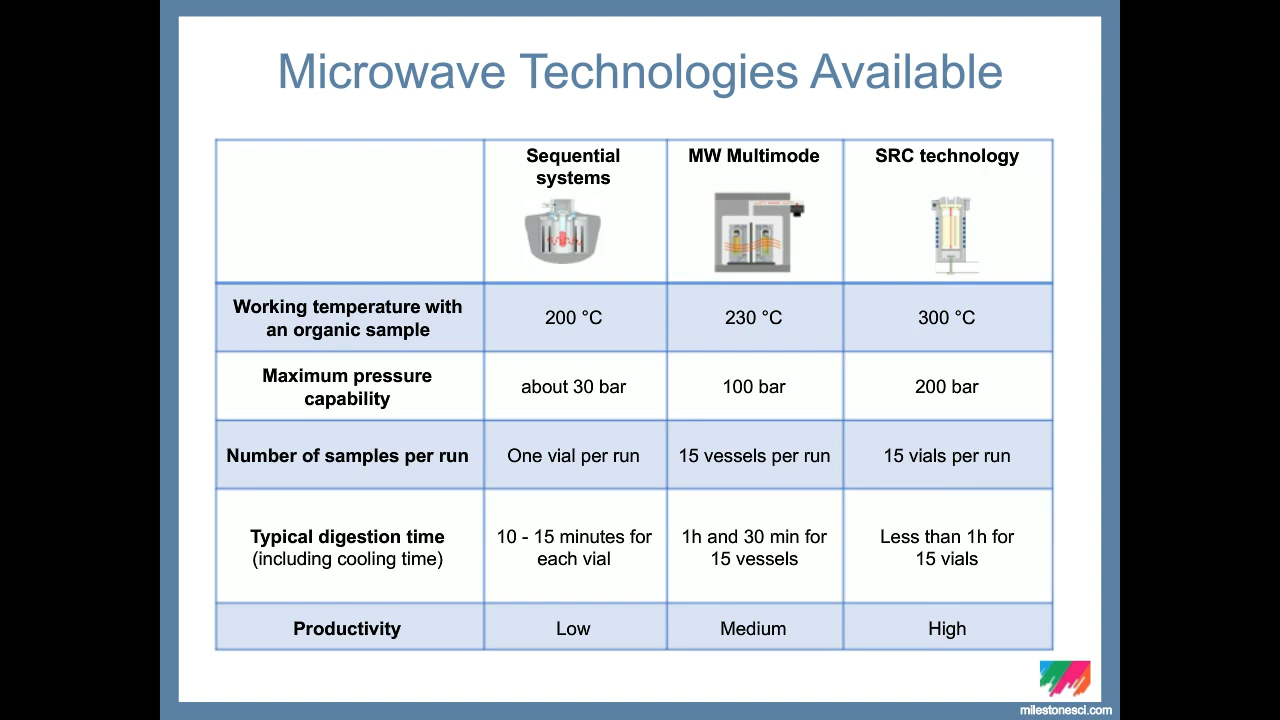 Microwave Technologies Available
Sequential
systems
MW Multimode
SRC technology
Working temperature with
an organic sample
200 °C
230 °C
300 °C
Maximum pressure
capability
about 30 bar
100 bar
200 bar
Number of samples per run
One vial per run
15 vessels per run
15 vials per run
Typical digestion time
(including cooling time)
10 - 15 minutes for
each vial
1h and 30 min for
15 vessels
Less than 1h for
15 vials
Productivity
Low
Medium
High
milestonesci.com